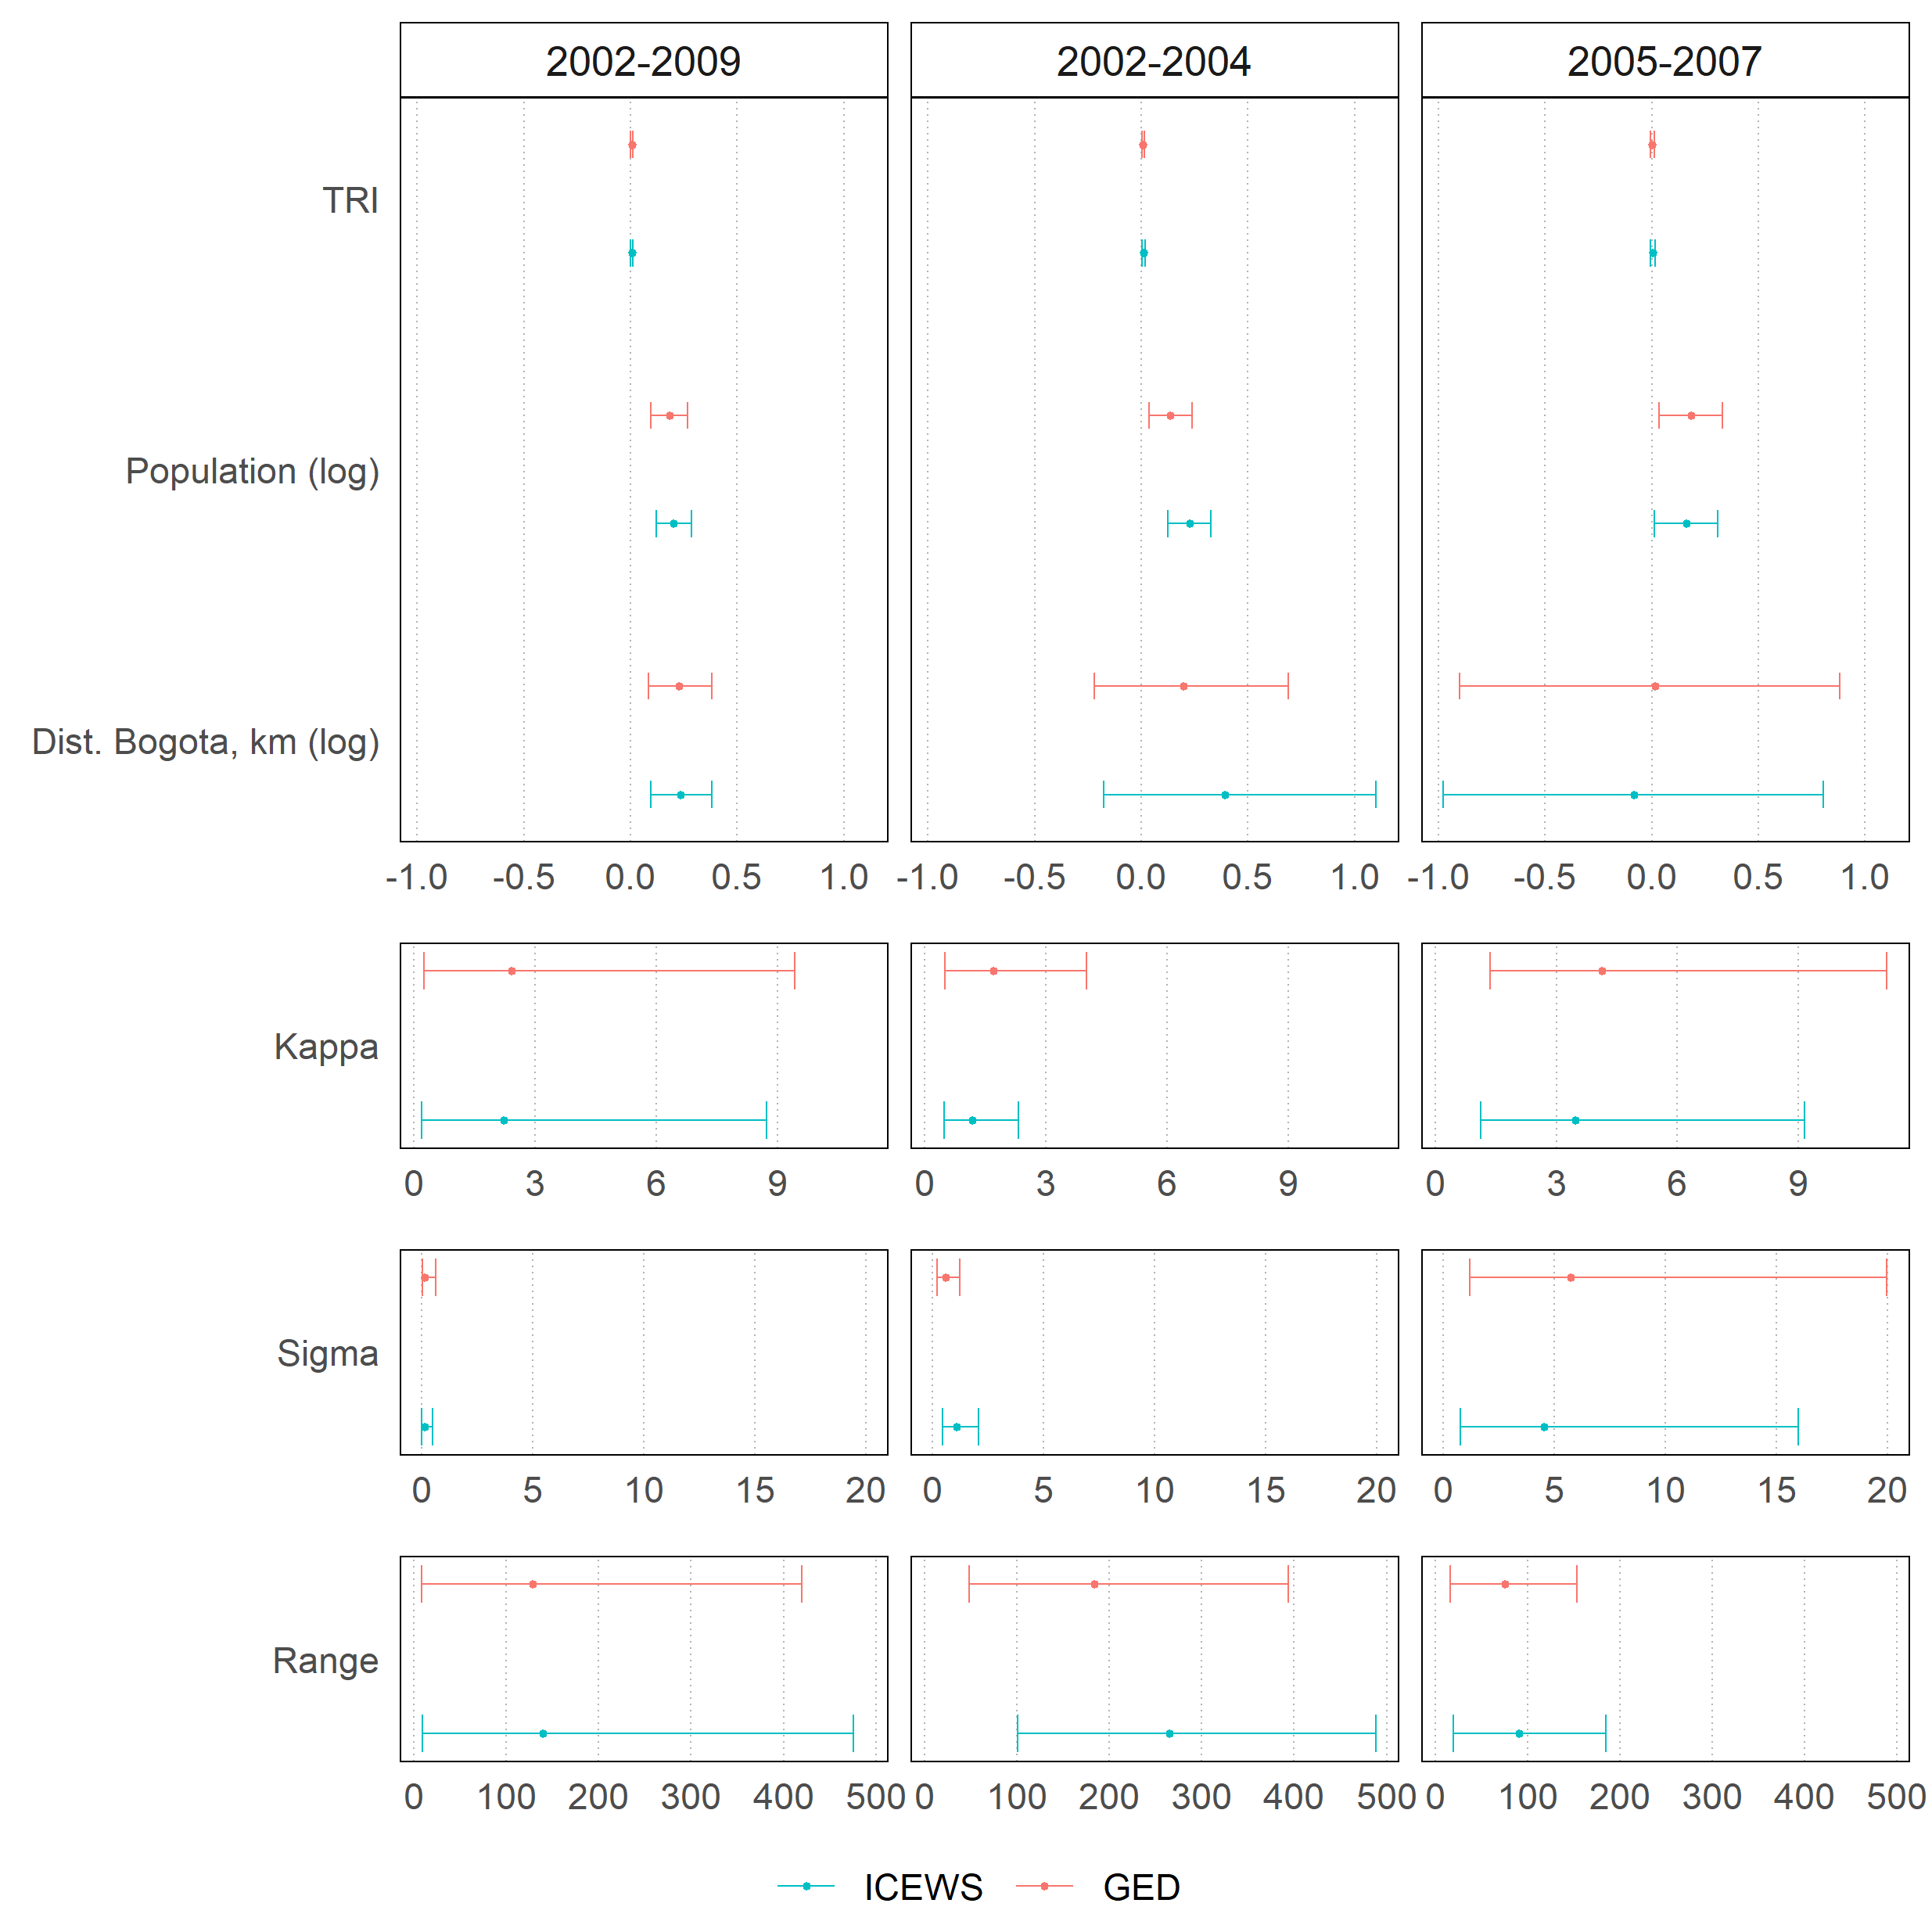 2002-2009 2002-2004 2005-2007
TRI
Population (log)
Dist. Bogota, km (log)
-1.0 -0.5 0.0 0.5 1.0 -1.0 -0.5 0.0 0.5 1.0 -1.0 -0.5 0.0 0.5 1.0
Kappa
0 3 6 9 0 3 6 9 0 3 6 9
Sigma
0 5 10 15 20 0 5 10 15 20 0 5 10 15 20
Range
0 100 200 300 400 500 0 100 200 300 400 500 0 100 200 300 400 500
ICEWS GED